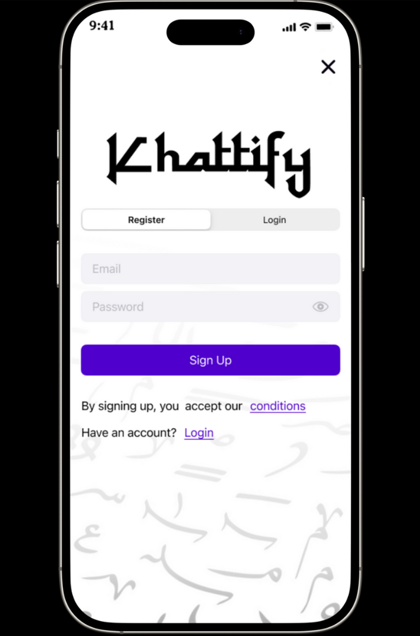 9:41
Khattify
Register Login
Email
Password
Sign Up
By signing up, you accept our conditions
Have an account? Login